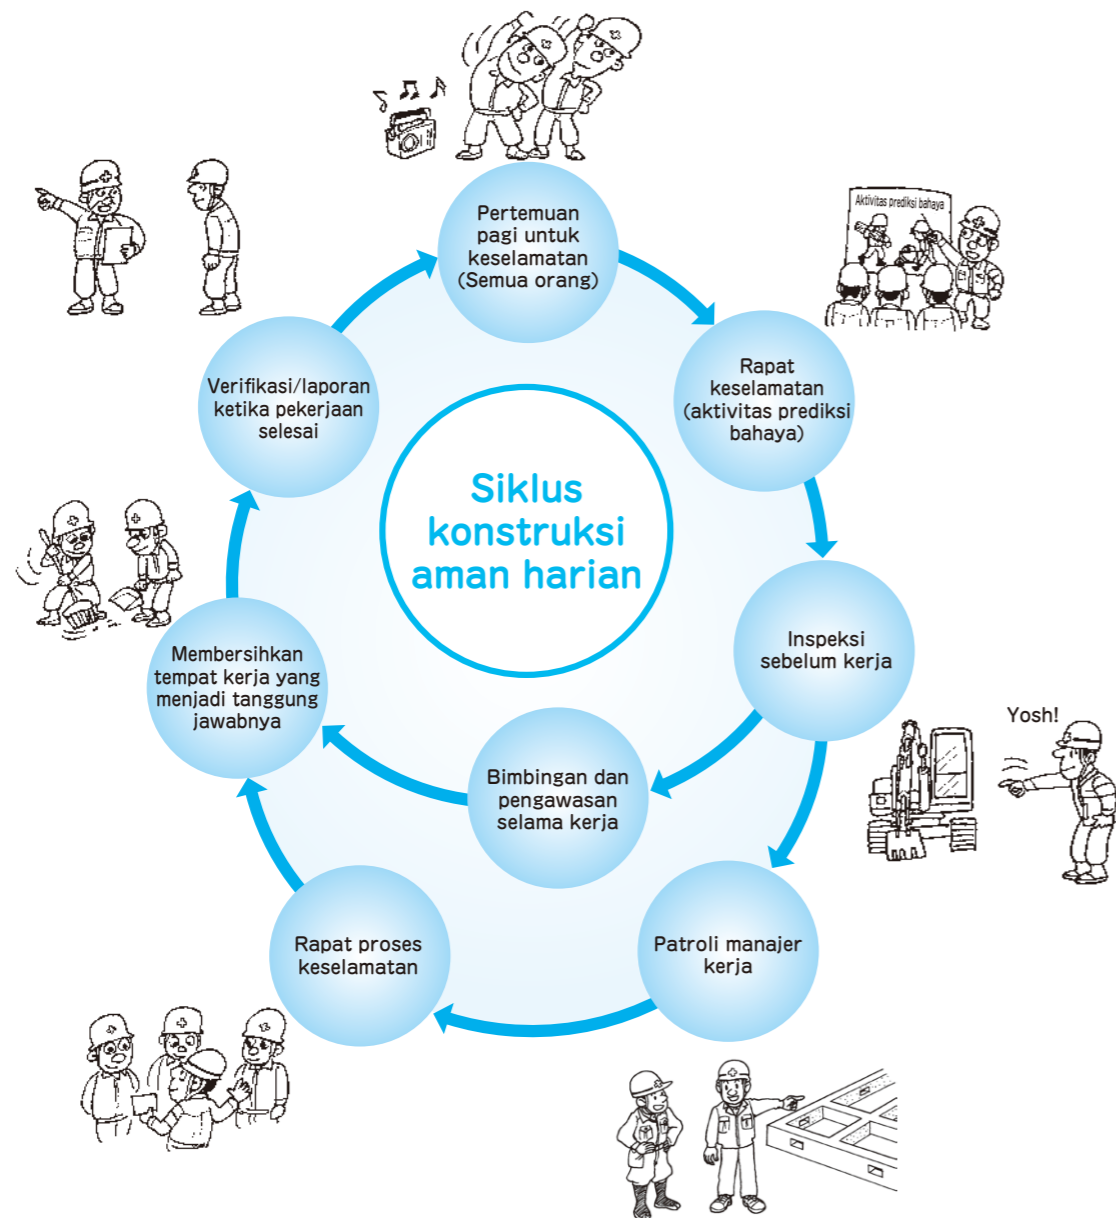 Pertemuan
pagi untuk
keselamatan
(Semua orang)
Aktivitas prediksi bahaya
Rapat
keselamatan
(aktivitas prediksi
bahaya)
Verifikasi/laporan
ketika pekerjaan
selesai
Siklus
konstruksi
aman harian
Inspeksi
sebelum kerja
Yosh!
Membersihkan
tempat kerja yang
menjadi tanggung
jawabnya
Bimbingan dan
pengawasan
selama kerja
Rapat proses
keselamatan
Patroli manajer
kerja